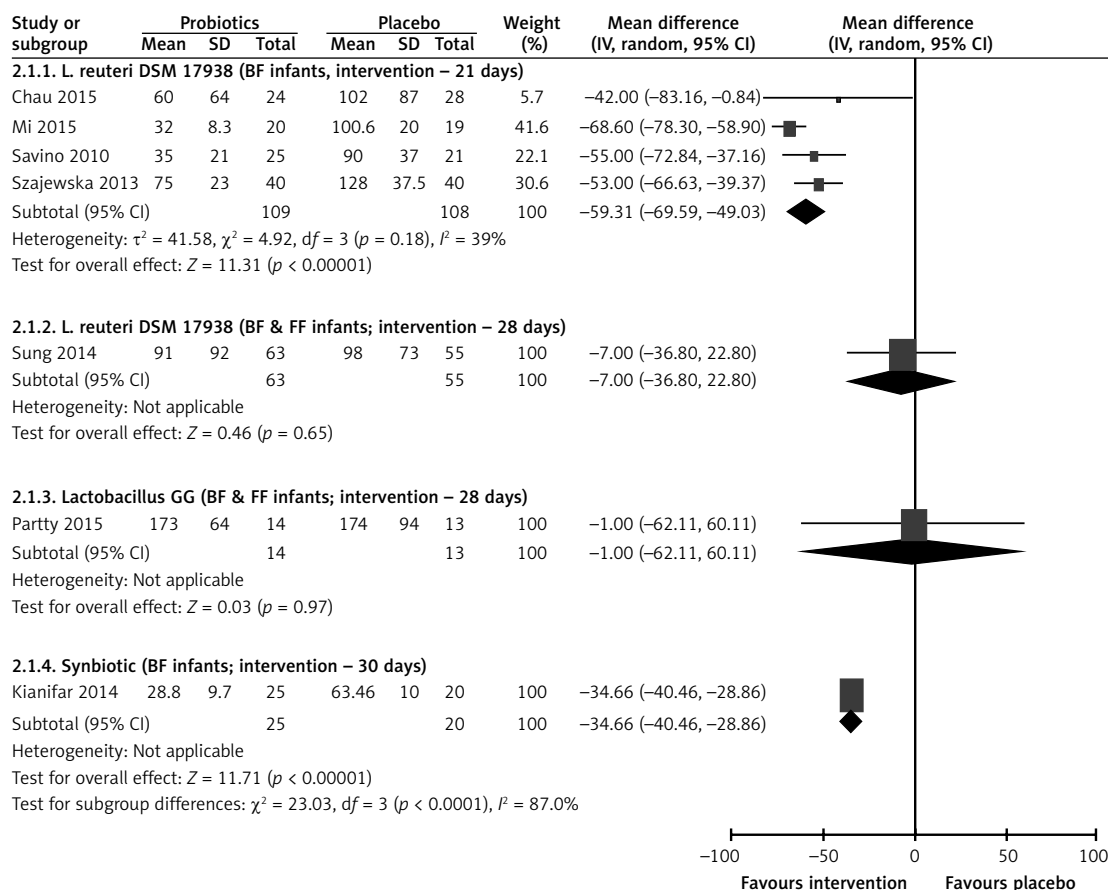 Study or subgroup Probiotics Placebo Weight (%) Mean difference (IV, random, 95% CI) Mean difference (IV, random, 95% CI)
Mean SD Total Mean SD Total
2.1.1. L. reuteri DSM 17938 (BF infants, intervention – 21 days)
Chau 2015 60 64 24 102 87 28 5.7 –42.00 (–83.16, –0.84)
Mi 2015 32 8.3 20 100.6 20 19 41.6 –68.60 (–78.30, –58.90)
Savino 2010 35 21 25 90 37 21 22.1 –55.00 (–72.84, –37.16)
Szajewska 2013 75 23 40 128 37.5 40 30.6 –53.00 (–66.63, –39.37)
Subtotal (95% CI) 109 108 100 –59.31 (–69.59, –49.03)
Heterogeneity: τ² = 41.58, χ² = 4.92, df = 3 (p = 0.18), I² = 39%
Test for overall effect: Z = 11.31 (p < 0.00001)
2.1.2. L. reuteri DSM 17938 (BF & FF infants; intervention – 28 days)
Sung 2014 91 92 63 98 73 55 100 –7.00 (–36.80, 22.80)
Subtotal (95% CI) 63 55 100 –7.00 (–36.80, 22.80)
Heterogeneity: Not applicable
Test for overall effect: Z = 0.46 (p = 0.65)
2.1.3. Lactobacillus GG (BF & FF infants; intervention – 28 days)
Partty 2015 173 64 14 174 94 13 100 –1.00 (–62.11, 60.11)
Subtotal (95% CI) 14 13 100 –1.00 (–62.11, 60.11)
Heterogeneity: Not applicable
Test for overall effect: Z = 0.03 (p = 0.97)
2.1.4. Synbiotic (BF infants; intervention – 30 days)
Kianifar 2014 28.8 9.7 25 63.46 10 20 100 –34.66 (–40.46, –28.86)
Subtotal (95% CI) 25 20 100 –34.66 (–40.46, –28.86)
Heterogeneity: Not applicable
Test for overall effect: Z = 11.71 (p < 0.00001)
Test for subgroup differences: χ² = 23.03, df = 3 (p < 0.0001), I² = 87.0%
–100 –50 0 50 100
Favours intervention Favours placebo